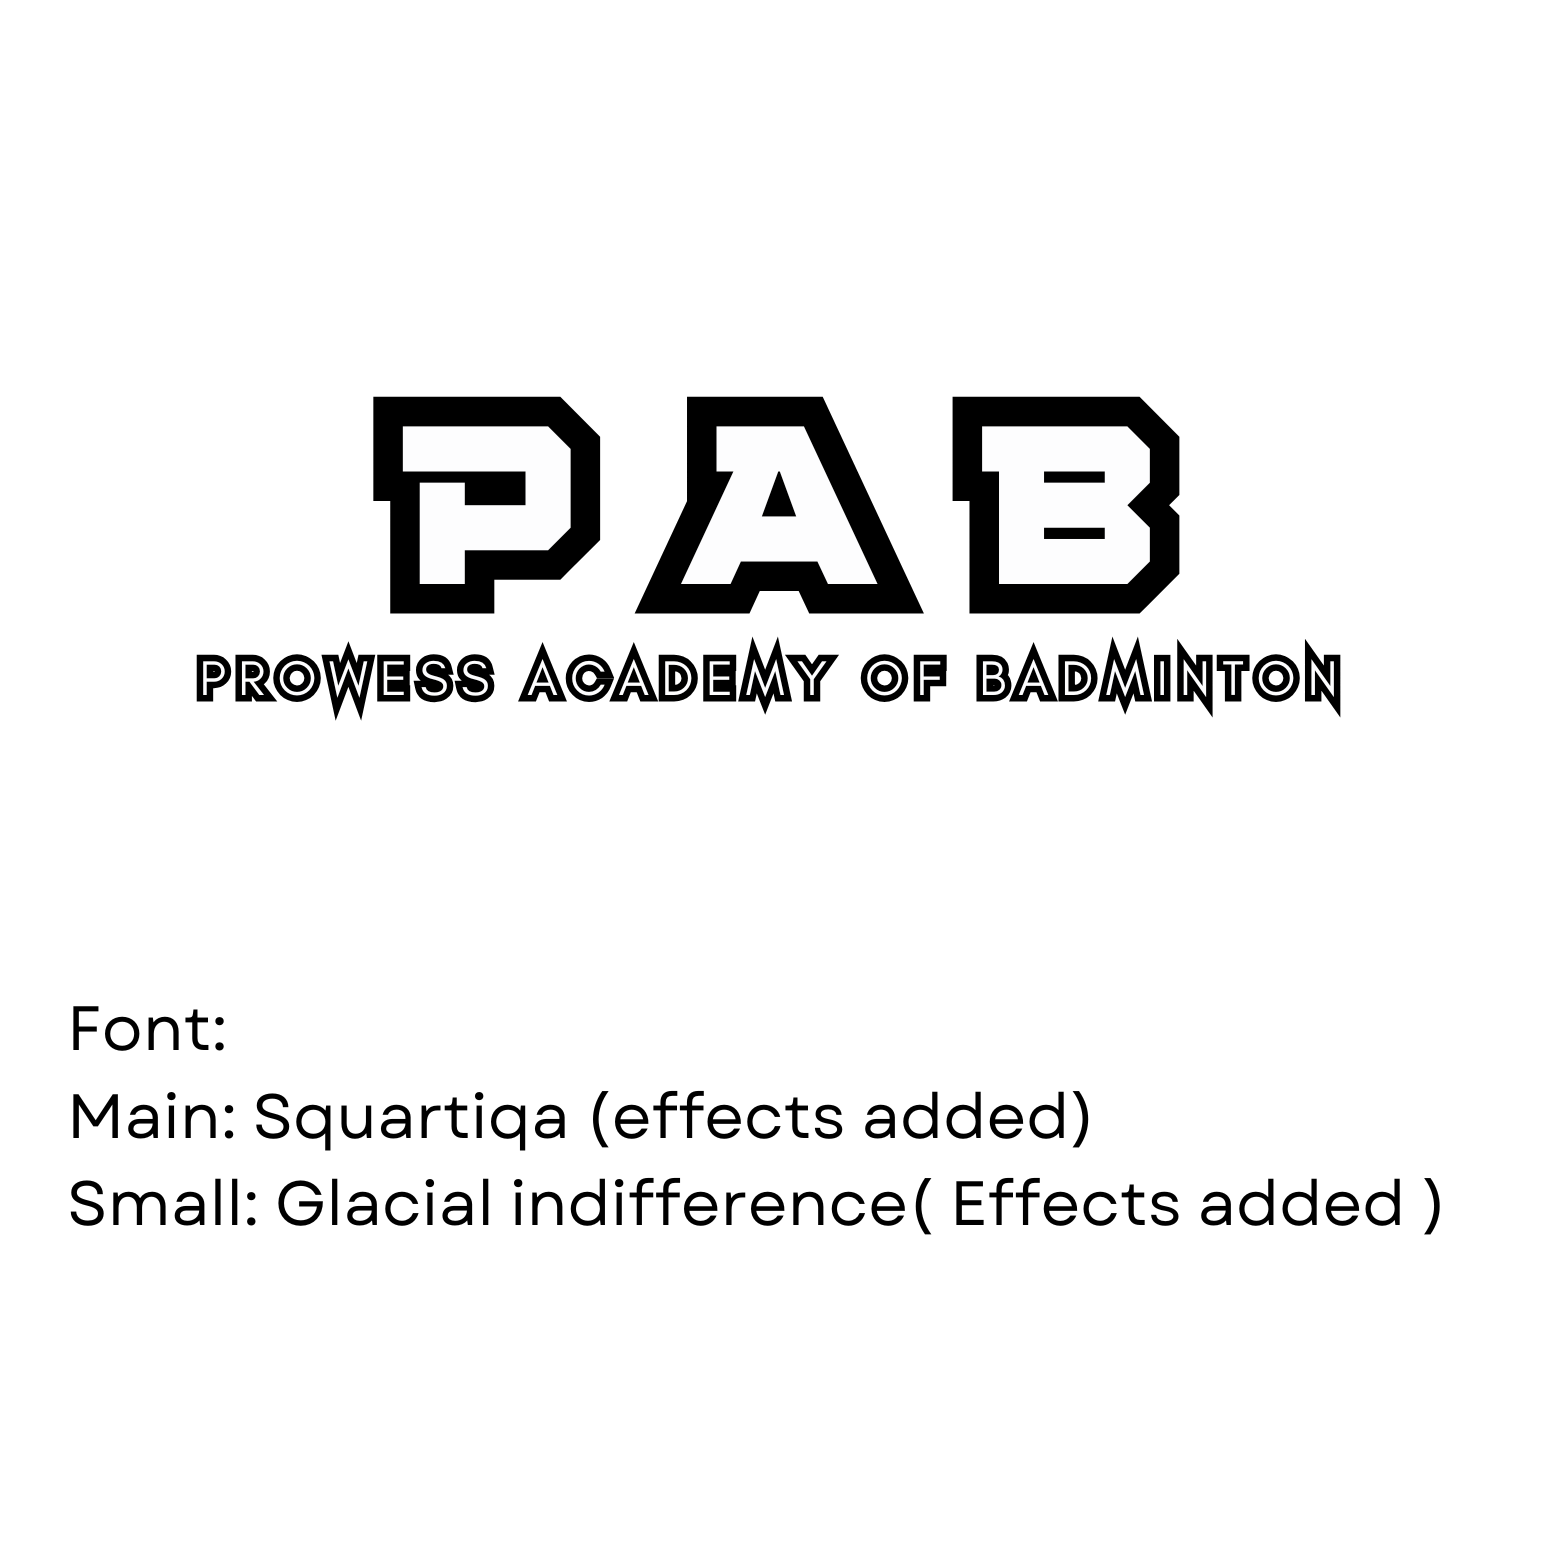 PAB
PROWESS ACADEMY OF BADMINTON
Font:
Main: Squartiqa (effects added)
Small: Glacial indifference( Effects added )